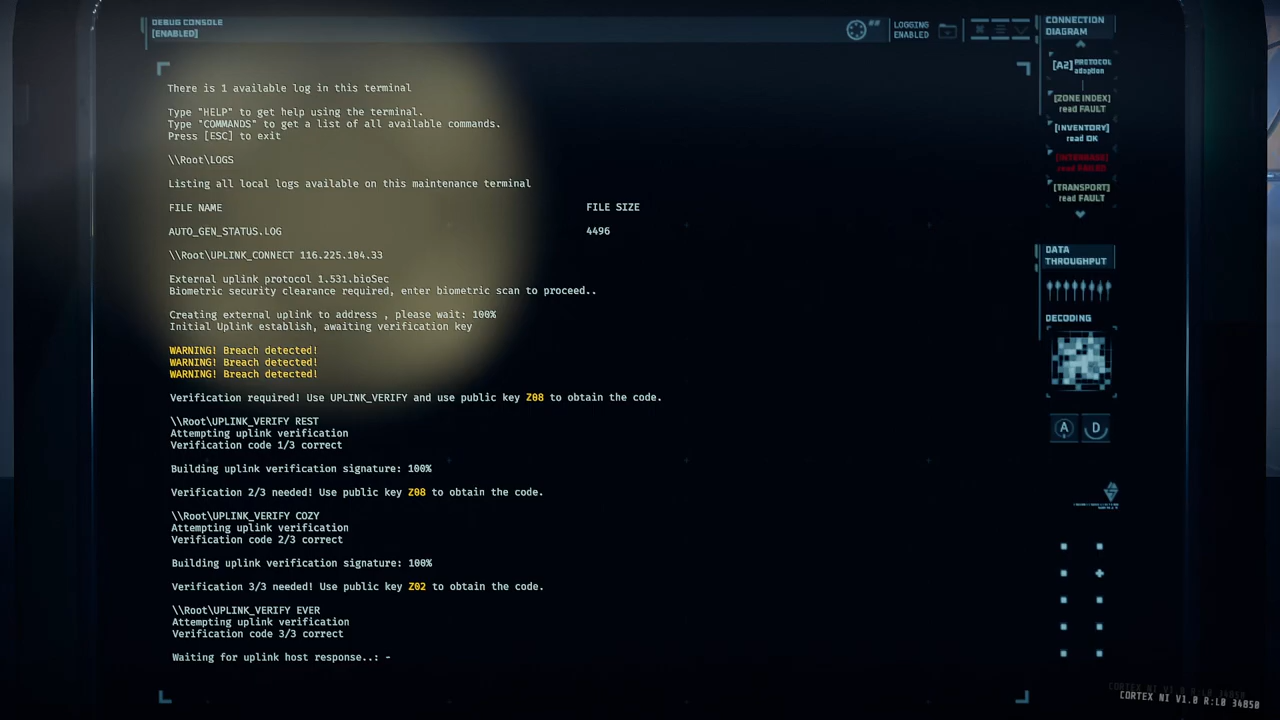 DEBUG CONSOLE
[ENABLED]
LOGGING
ENABLED
There is 1 available log in this terminal
Type "HELP" to get help using the terminal.
Type "COMMANDS" to get a list of all available commands.
Press [ESC] to exit
\\Root\LOGS
Listing all local logs available on this maintenance terminal
FILE NAME FILE SIZE
AUTO_GEN_STATUS.LOG 4496
\\Root\UPLINK_CONNECT 116.225.104.33
External uplink protocol 1.531.bioSec
Biometric security clearance required, enter biometric scan to proceed..
Creating external uplink to address , please wait: 100%
Initial Uplink establish, awaiting verification key
WARNING! Breach detected!
WARNING! Breach detected!
WARNING! Breach detected!
Verification required! Use UPLINK_VERIFY and use public key Z08 to obtain the code.
\\Root\UPLINK_VERIFY REST
Attempting uplink verification
Verification code 1/3 correct
Building uplink verification signature: 100%
Verification 2/3 needed! Use public key Z08 to obtain the code.
\\Root\UPLINK_VERIFY COZY
Attempting uplink verification
Verification code 2/3 correct
Building uplink verification signature: 100%
Verification 3/3 needed! Use public key Z02 to obtain the code.
\\Root\UPLINK_VERIFY EVER
Attempting uplink verification
Verification code 3/3 correct
Waiting for uplink host response..: -
CONNECTION
DIAGRAM
[A2] PROTOCOL
adaption
[ZONE INDEX]
read FAULT
[INVENTORY]
read OK
[INTERBASE]
read FAILED
[TRANSPORT]
read FAULT
DATA
THROUGHPUT
DECODING
A D
CORTEX NI V1.0 R:L0 34850